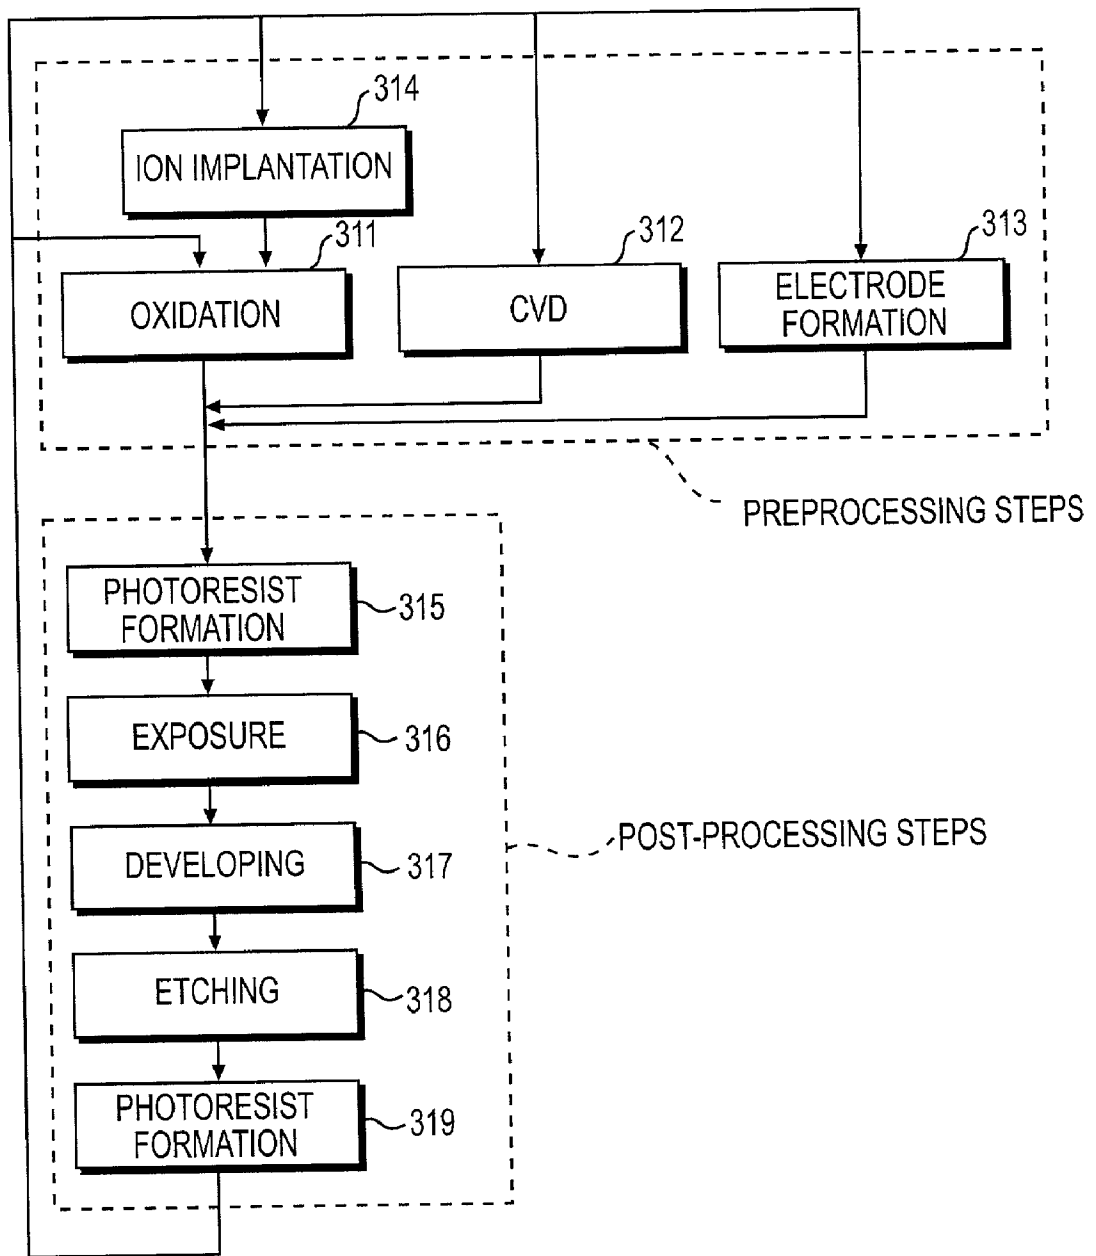 314
ION IMPLANTATION
311
312
313
OXIDATION
CVD
ELECTRODE
FORMATION
PREPROCESSING STEPS
PHOTORESIST
FORMATION
315
EXPOSURE
316
POST-PROCESSING STEPS
DEVELOPING
317
ETCHING
318
PHOTORESIST
FORMATION
319